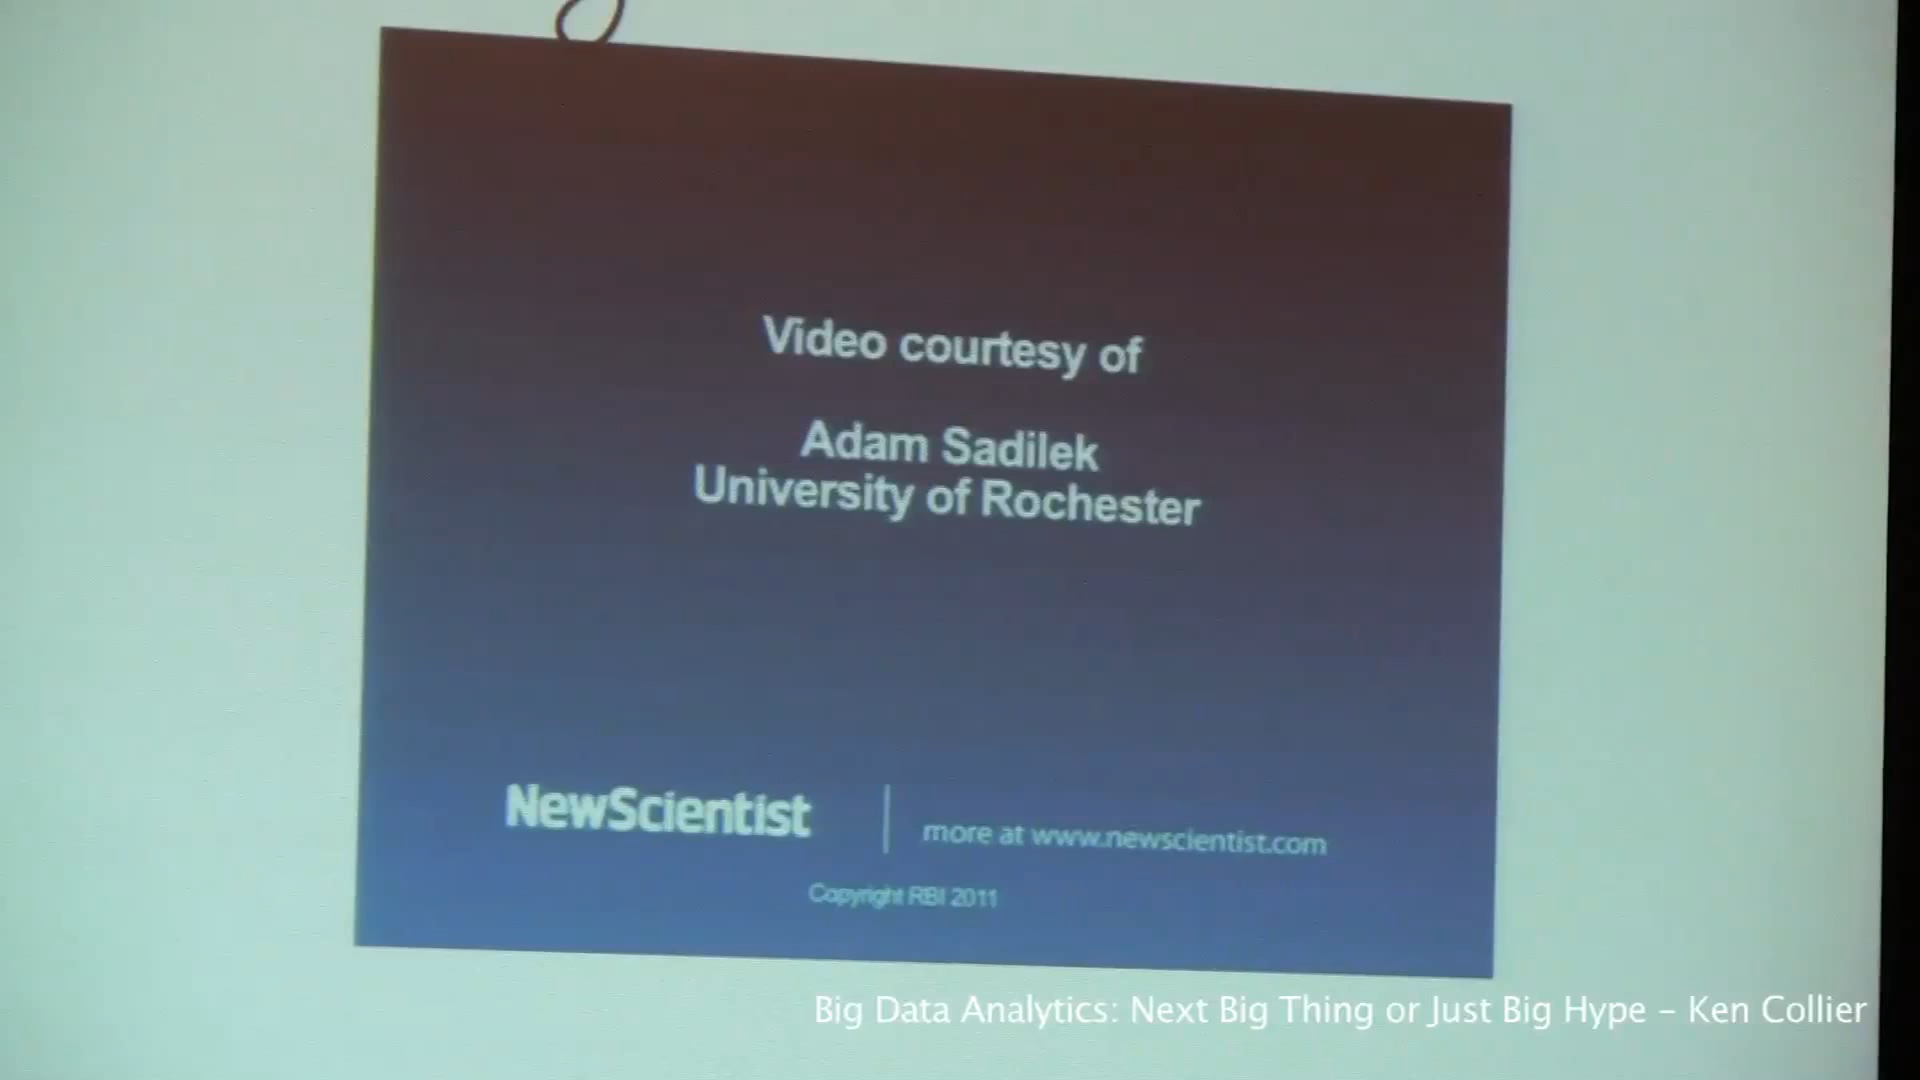 Video courtesy of
Adam Sadilek
University of Rochester
NewScientist
more at www.newscientist.com
Copyright RBI 2011
Big Data Analytics: Next Big Thing or Just Big Hype – Ken Collier